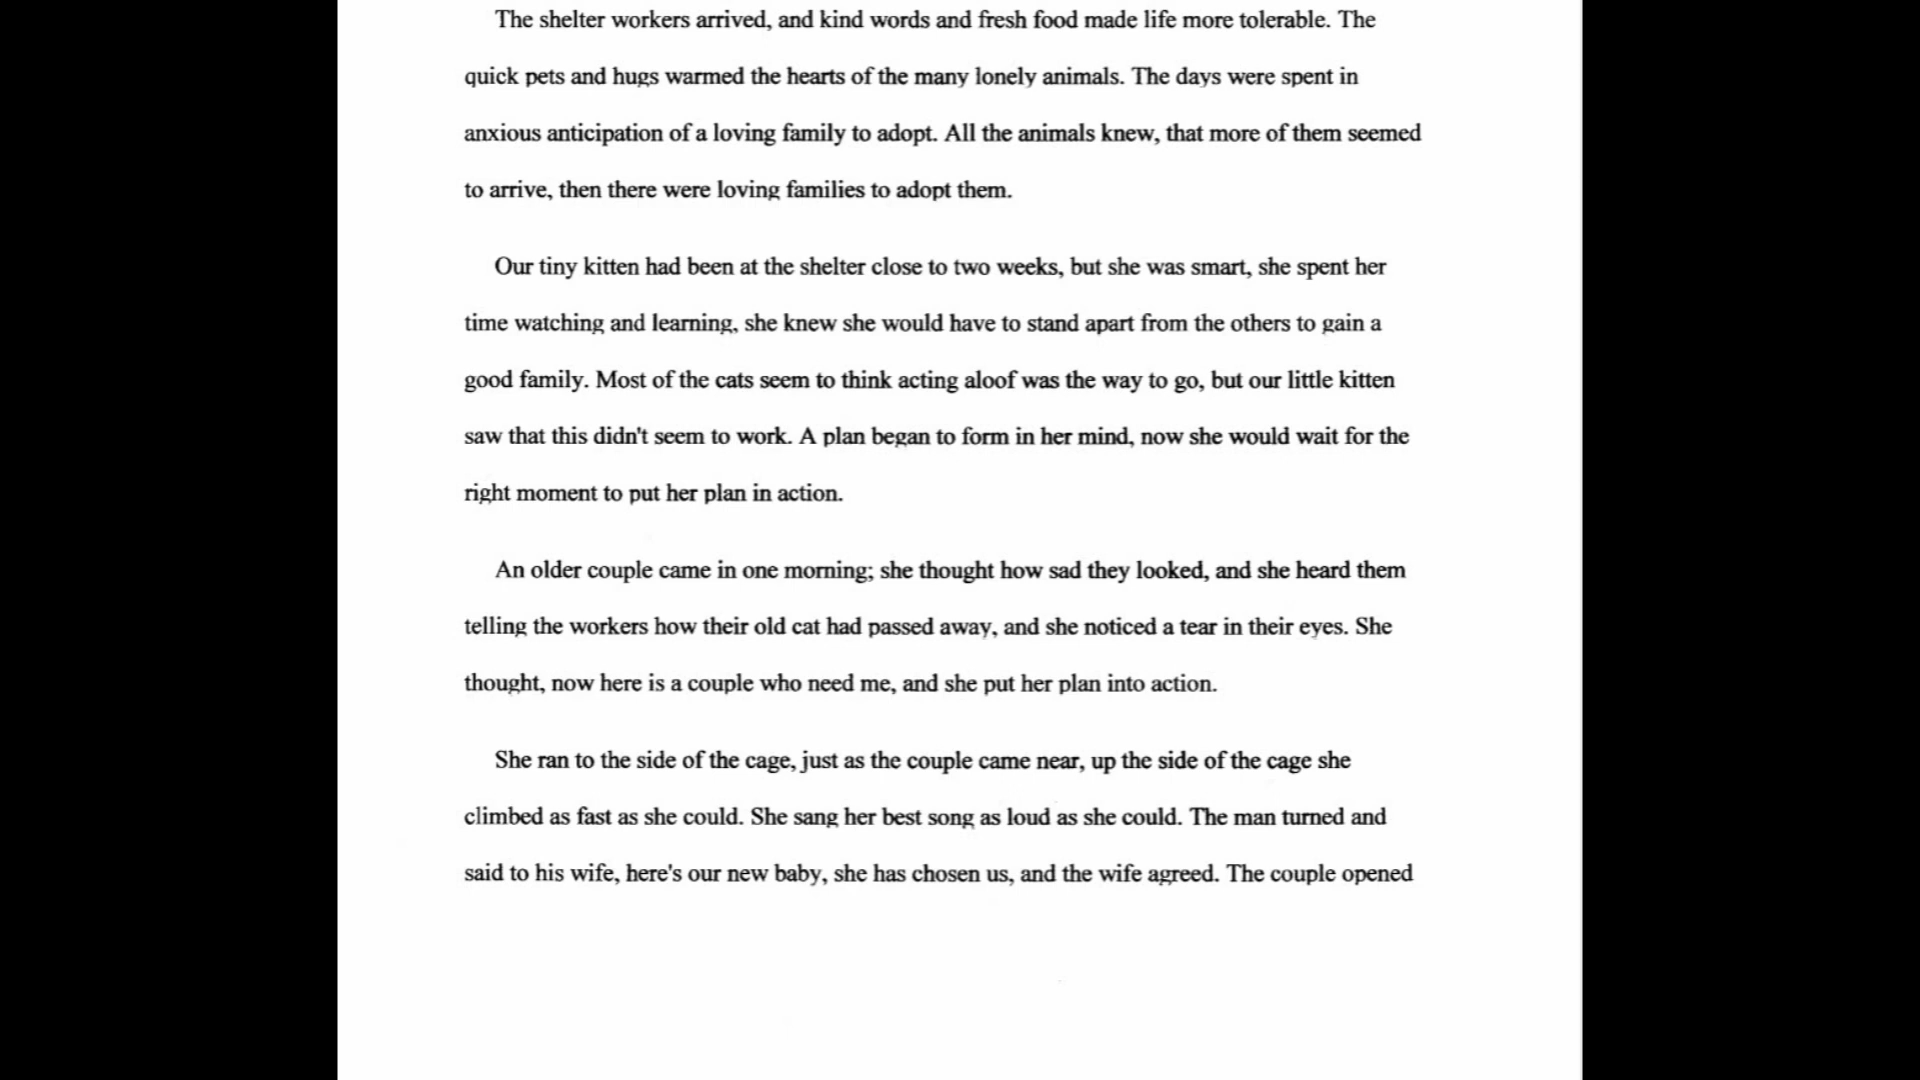 The shelter workers arrived, and kind words and fresh food made life more tolerable. The
quick pets and hugs warmed the hearts of the many lonely animals. The days were spent in
anxious anticipation of a loving family to adopt. All the animals knew, that more of them seemed
to arrive, then there were loving families to adopt them.
Our tiny kitten had been at the shelter close to two weeks, but she was smart, she spent her
time watching and learning, she knew she would have to stand apart from the others to gain a
good family. Most of the cats seem to think acting aloof was the way to go, but our little kitten
saw that this didn't seem to work. A plan began to form in her mind, now she would wait for the
right moment to put her plan in action.
An older couple came in one morning; she thought how sad they looked, and she heard them
telling the workers how their old cat had passed away, and she noticed a tear in their eyes. She
thought, now here is a couple who need me, and she put her plan into action.
She ran to the side of the cage, just as the couple came near, up the side of the cage she
climbed as fast as she could. She sang her best song as loud as she could. The man turned and
said to his wife, here's our new baby, she has chosen us, and the wife agreed. The couple opened